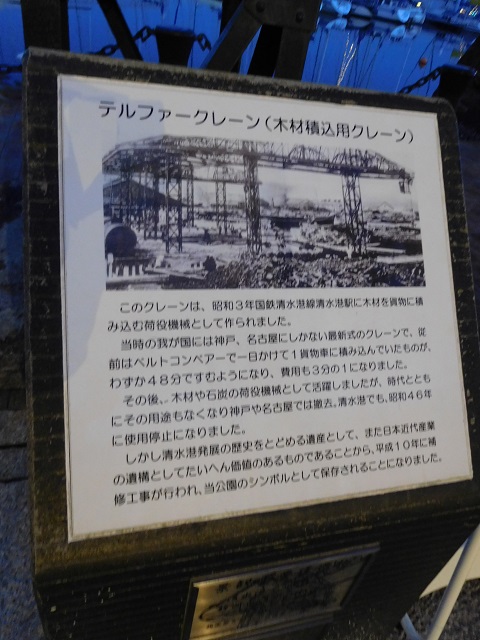 テルファークレーン(木材積込用クレーン)
このクレーンは、昭和3年国鉄清水港線清水港駅に木材を貨物に積
み込む荷役機械として作られました。
当時の我が国には神戸、名古屋にしかない最新式のクレーンで、従
前はベルトコンベアーで一日かけて1貨物車に積み込んでいたものが、
わずか48分ですむようになり、費用も3分の1になりました。
その後、木材や石炭の荷役機械として活躍しましたが、時代ととも
にその用途もなくなり神戸や名古屋では撤去。清水港でも、昭和46年
に使用停止になりました。
しかし清水港発展の歴史をとどめる遺産として、また日本近代産業
の遺構としてたいへん価値のあるものであることから、平成10年に補
修工事が行われ、当公園のシンボルとして保存されることになりました。